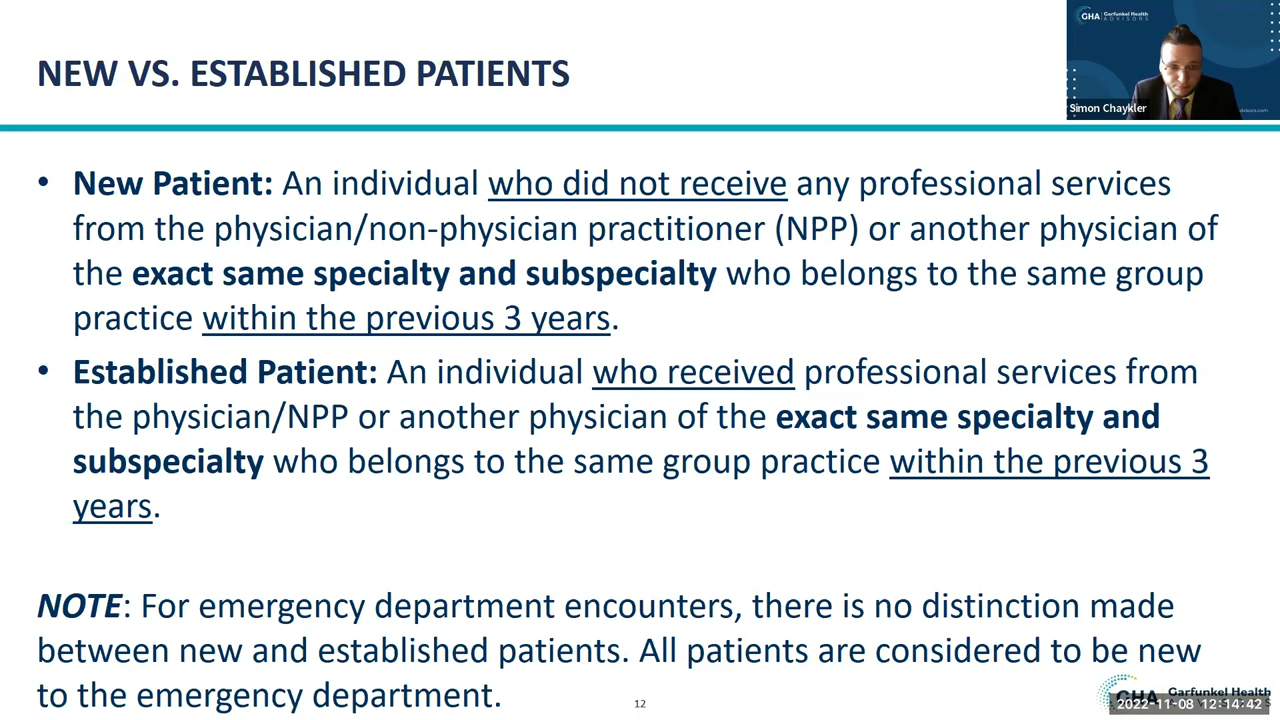 GHA Garfunkel Health
ADVISORS
Simon Chaykler
NEW VS. ESTABLISHED PATIENTS
• New Patient: An individual who did not receive any professional services
from the physician/non-physician practitioner (NPP) or another physician of
the exact same specialty and subspecialty who belongs to the same group
practice within the previous 3 years.
• Established Patient: An individual who received professional services from
the physician/NPP or another physician of the exact same specialty and
subspecialty who belongs to the same group practice within the previous 3
years.
NOTE: For emergency department encounters, there is no distinction made
between new and established patients. All patients are considered to be new
to the emergency department.
12
GHA Garfunkel Health
2022-11-08 12:14:42